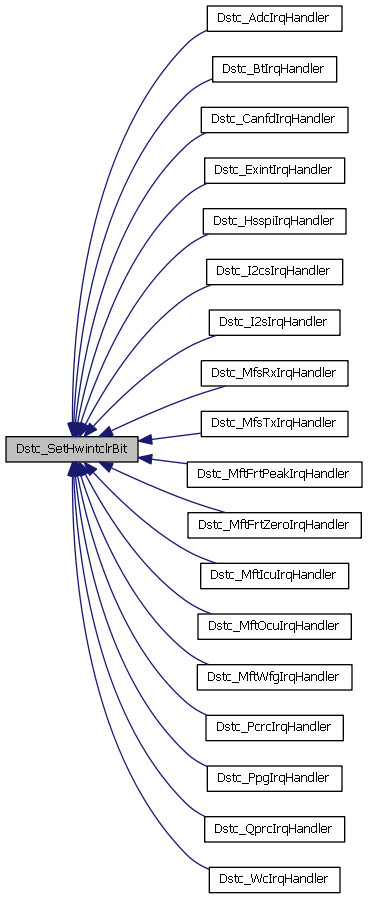 Dstc_AdcIrqHandler
Dstc_BtIrqHandler
Dstc_CanfdIrqHandler
Dstc_ExintIrqHandler
Dstc_HsspiIrqHandler
Dstc_I2csIrqHandler
Dstc_I2sIrqHandler
Dstc_MfsRxIrqHandler
Dstc_MfsTxIrqHandler
Dstc_SetHwintclrBit
Dstc_MftFrtPeakIrqHandler
Dstc_MftFrtZeroIrqHandler
Dstc_MftIcuIrqHandler
Dstc_MftOcuIrqHandler
Dstc_MftWfgIrqHandler
Dstc_PcrcIrqHandler
Dstc_PpgIrqHandler
Dstc_QprcIrqHandler
Dstc_WcIrqHandler